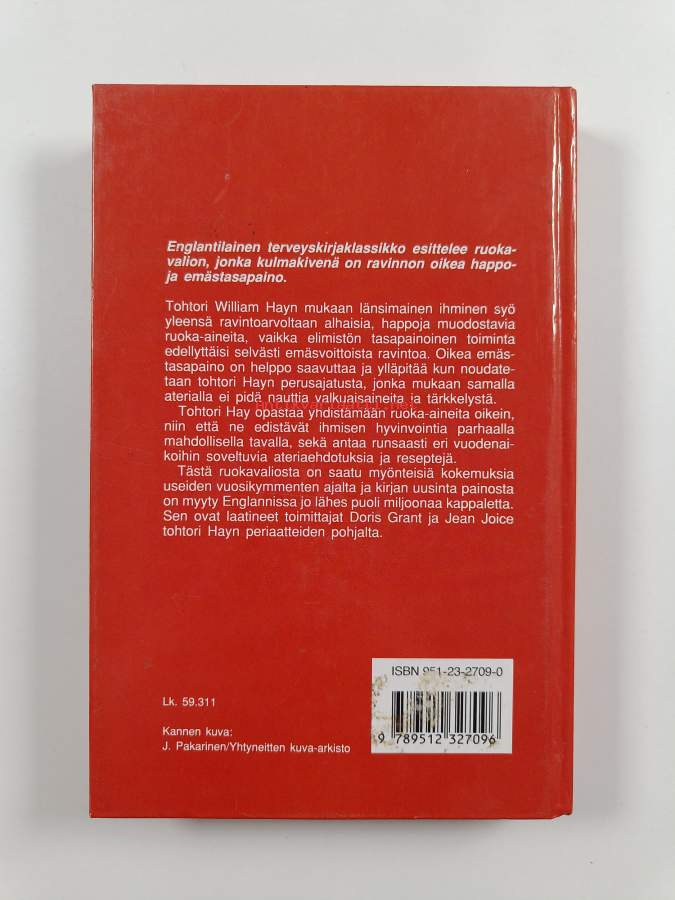 Englantilainen terveyskirjaklassikko esittelee ruoka-
valion, jonka kulmakivenä on ravinnon oikea happo-
ja emästasapaino.
Tohtori William Hayn mukaan länsimainen ihminen syö
yleensä ravintoarvoltaan alhaisia, happoja muodostavia
ruoka-aineita, vaikka elimistön tasapainoinen toiminta
edellyttäisi selvästi emäsvoittoista ravintoa. Oikea emäs-
tasapaino on helppo saavuttaa ja ylläpitää kun noudate-
taan tohtori Hayn perusajatusta, jonka mukaan samalla
aterialla ei pidä nauttia valkuaisaineita ja tärkkelystä.
Tohtori Hay opastaa yhdistämään ruoka-aineita oikein,
niin että ne edistävät ihmisen hyvinvointia parhaalla
mahdollisella tavalla, sekä antaa runsaasti eri vuodenai-
koihin soveltuvia ateriaehdotuksia ja reseptejä.
Tästä ruokavaliosta on saatu myönteisiä kokemuksia
useiden vuosikymmenten ajalta ja kirjan uusinta painosta
on myyty Englannissa jo lähes puoli miljoonaa kappaletta.
Sen ovat laatineet toimittajat Doris Grant ja Jean Joice
tohtori Hayn periaatteiden pohjalta.
ISBN 951-23-2709-0
9 789512 327096
Lk. 59.311
Kannen kuva:
J. Pakarinen/Yhtyneitten kuva-arkisto